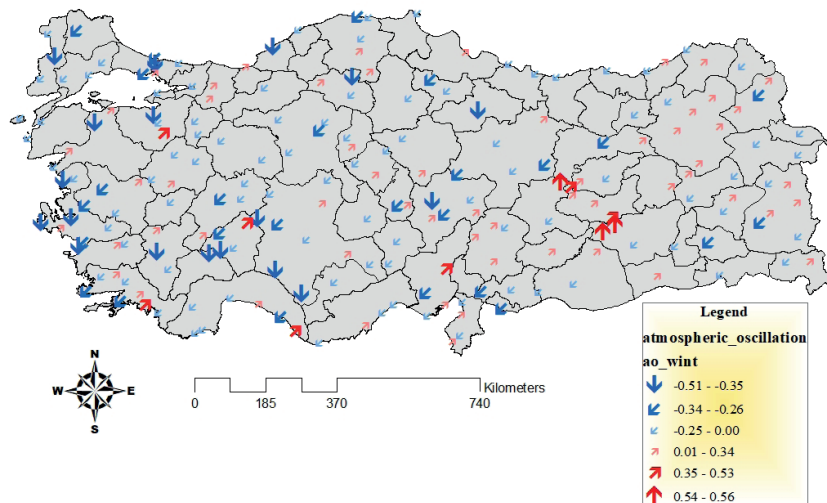 N
W E
S
Kilometers
0 185 370 740
Legend
atmospheric_oscillation
ao_wint
-0.51 - -0.35
-0.34 - -0.26
-0.25 - 0.00
0.01 - 0.34
0.35 - 0.53
0.54 - 0.56